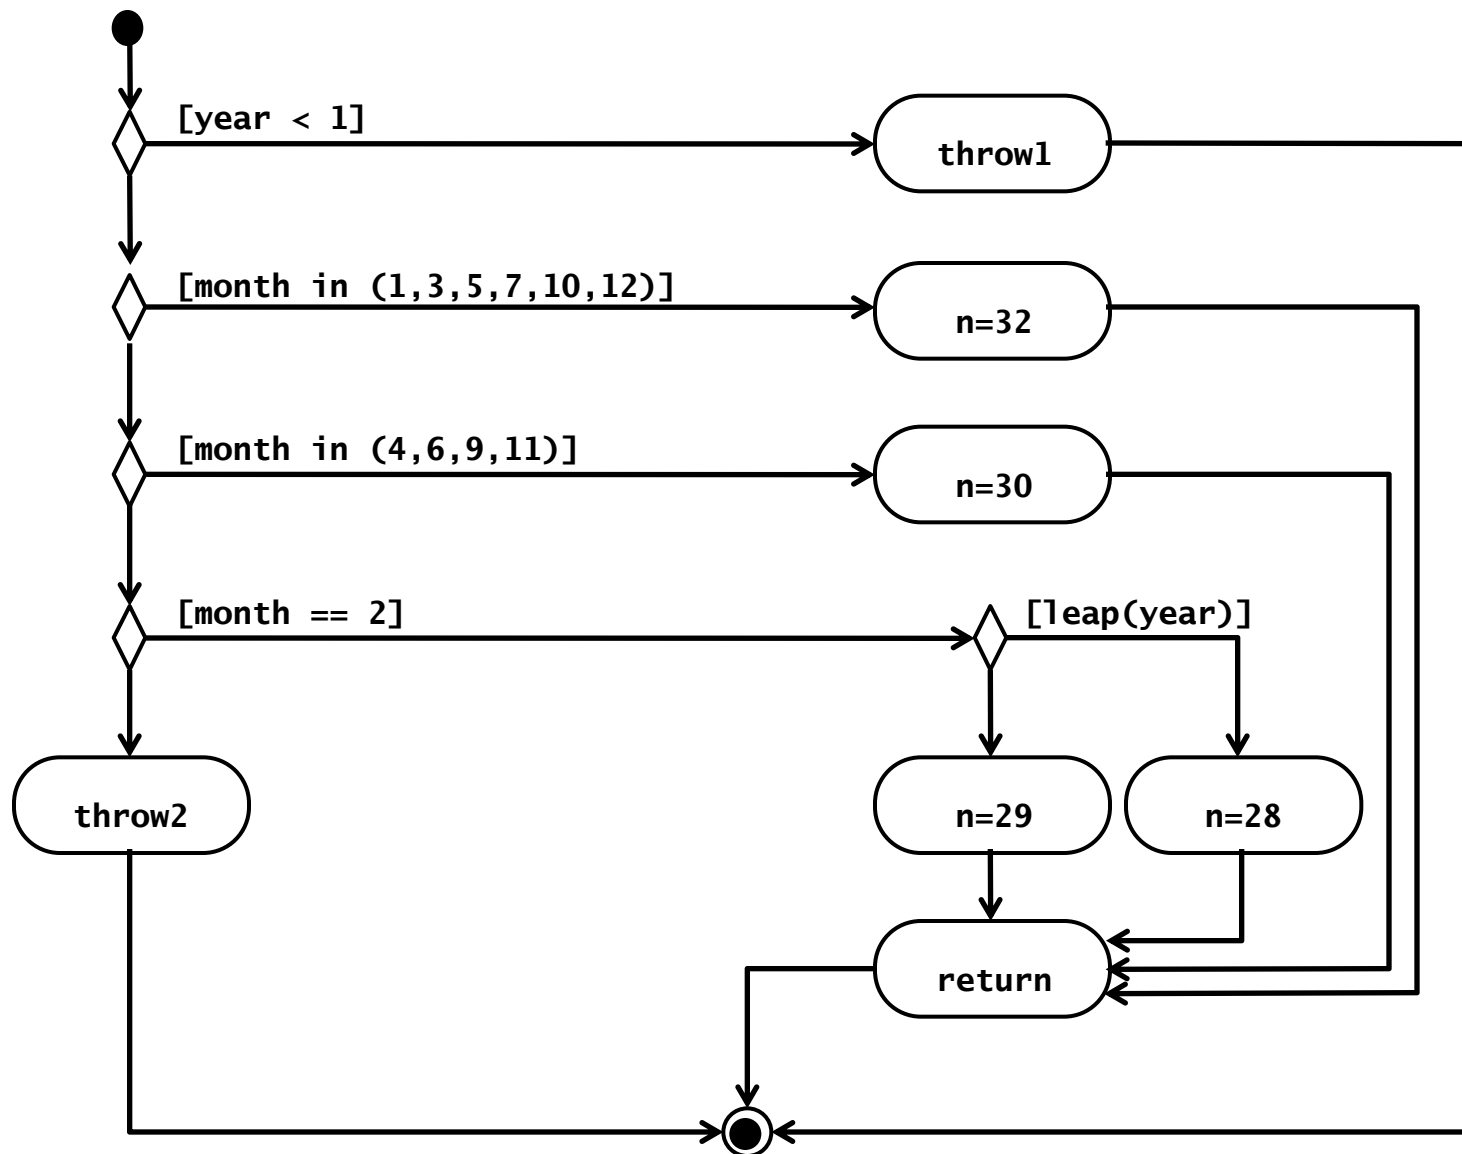 [year < 1]
throw1
[month in (1,3,5,7,10,12)]
n=32
[month in (4,6,9,11)]
n=30
[month == 2]
[leap(year)]
throw2
n=29
n=28
return